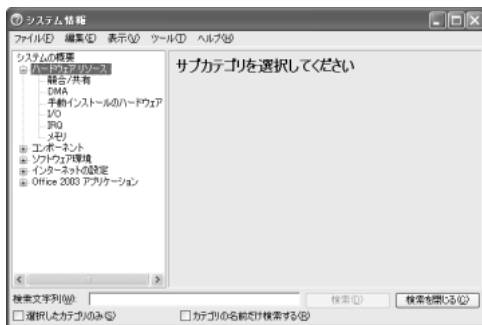 システム情報
ファイル(F) 編集(E) 表示(V) ツール(T) ヘルプ(H)
システムの概要
ハードウェア リソース
競合/共有
DMA
手動インストールのハードウェア
I/O
IRQ
メモリ
コンポーネント
ソフトウェア環境
インターネットの設定
Office 2003 アプリケーション
サブカテゴリを選択してください
検索文字列(W): 検索(D) 検索を閉じる(C)
選択したカテゴリのみ(S) カテゴリの名前だけ検索する(R)